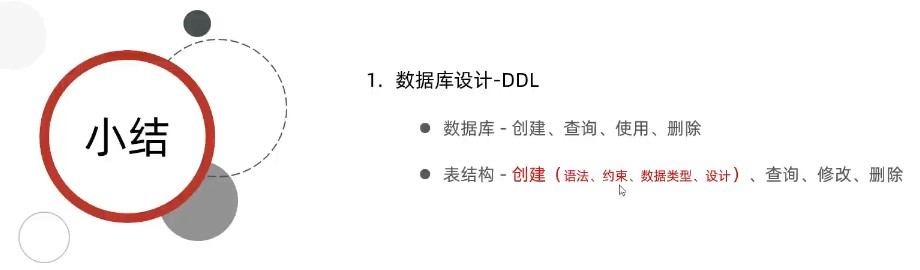 小结
1. 数据库设计-DDL
数据库 - 创建、查询、使用、删除
表结构 - 创建（语法、约束、数据类型、设计）、查询、修改、删除